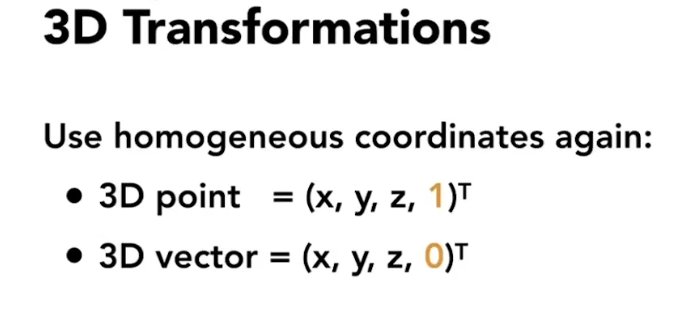 3D Transformations
Use homogeneous coordinates again:
• 3D point = (x, y, z, 1)ᵀ
• 3D vector = (x, y, z, 0)ᵀ